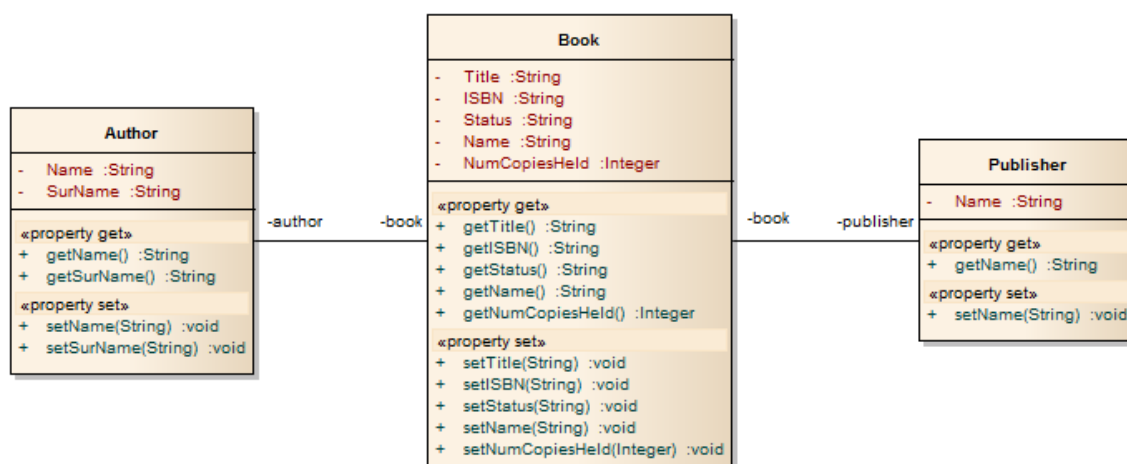 Author
- Name :String
- SurName :String
«property get»
+ getName() :String
+ getSurName() :String
«property set»
+ setName(String) :void
+ setSurName(String) :void
-author
-book
Book
- Title :String
- ISBN :String
- Status :String
- Name :String
- NumCopiesHeld :Integer
«property get»
+ getTitle() :String
+ getISBN() :String
+ getStatus() :String
+ getName() :String
+ getNumCopiesHeld() :Integer
«property set»
+ setTitle(String) :void
+ setISBN(String) :void
+ setStatus(String) :void
+ setName(String) :void
+ setNumCopiesHeld(Integer) :void
-book
-publisher
Publisher
- Name :String
«property get»
+ getName() :String
«property set»
+ setName(String) :void